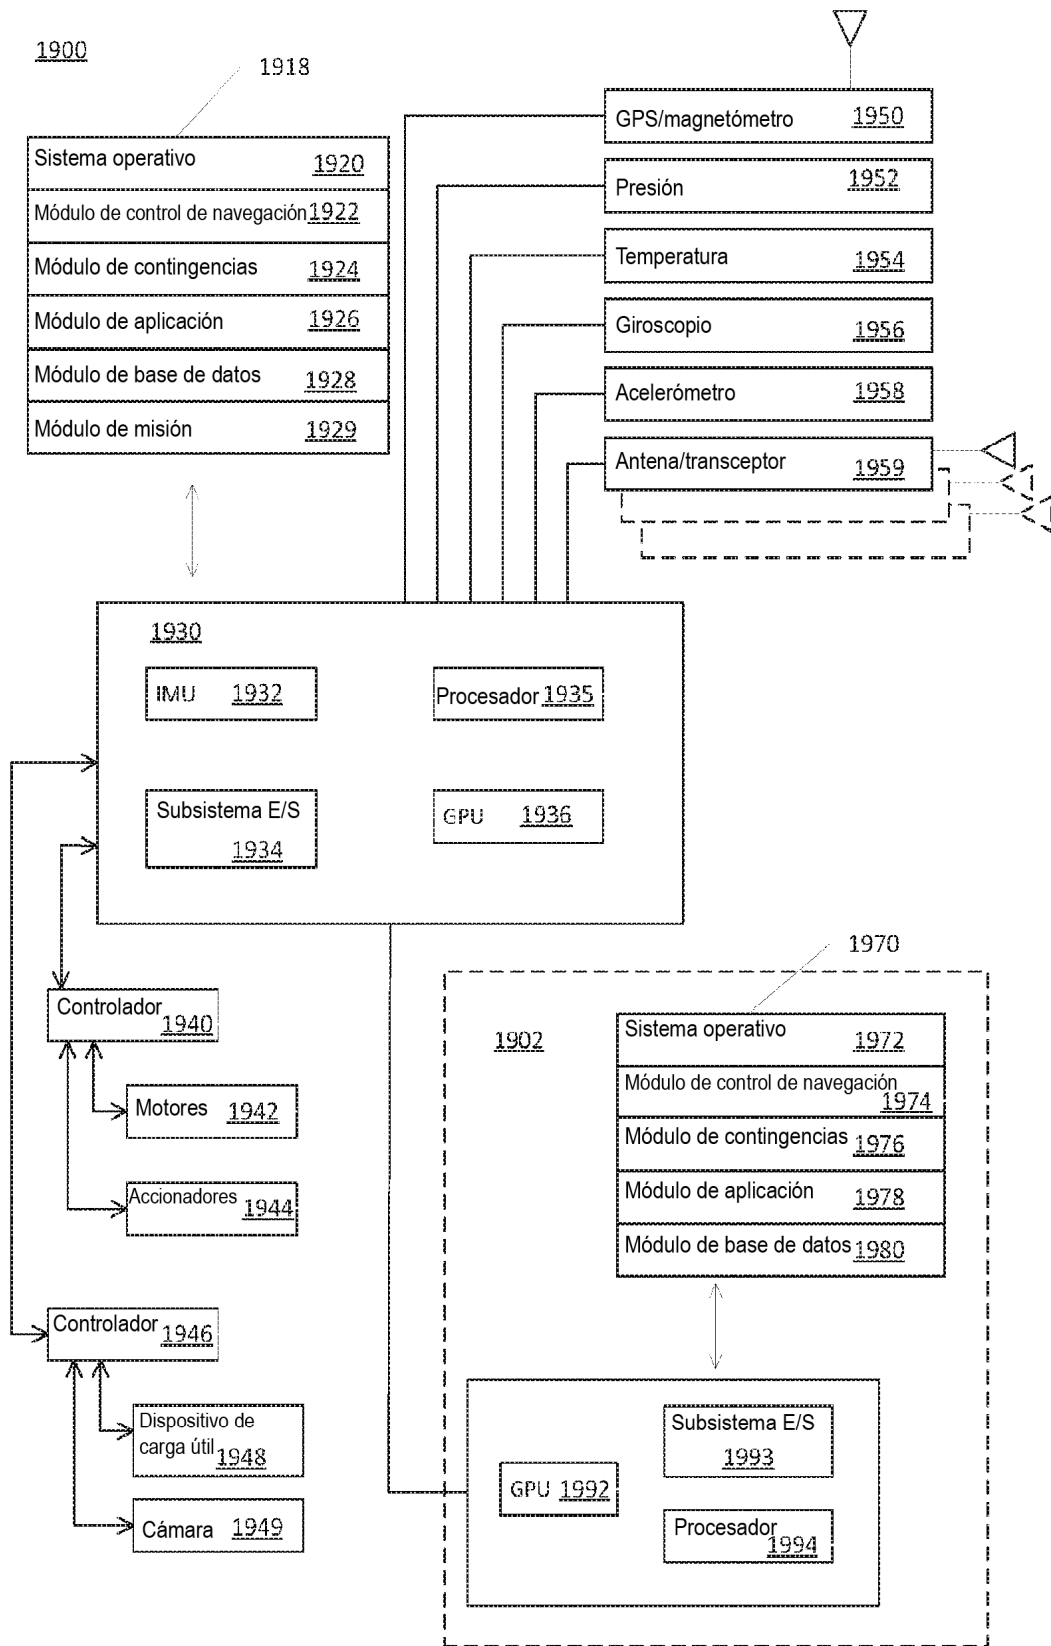 1900
1918
Sistema operativo 1920
Módulo de control de navegación 1922
Módulo de contingencias 1924
Módulo de aplicación 1926
Módulo de base de datos 1928
Módulo de misión 1929
GPS/magnetómetro 1950
Presión 1952
Temperatura 1954
Giroscopio 1956
Acelerómetro 1958
Antena/transceptor 1959
1930
IMU 1932
Procesador 1935
Subsistema E/S
1934
GPU 1936
Controlador
1940
Motores 1942
Accionadores
1944
Controlador
1946
Dispositivo de
carga útil 1948
Cámara 1949
1970
1902
Sistema operativo
1972
Módulo de control de navegación
1974
Módulo de contingencias 1976
Módulo de aplicación 1978
Módulo de base de datos 1980
Subsistema E/S
1993
GPU 1992
Procesador
1994